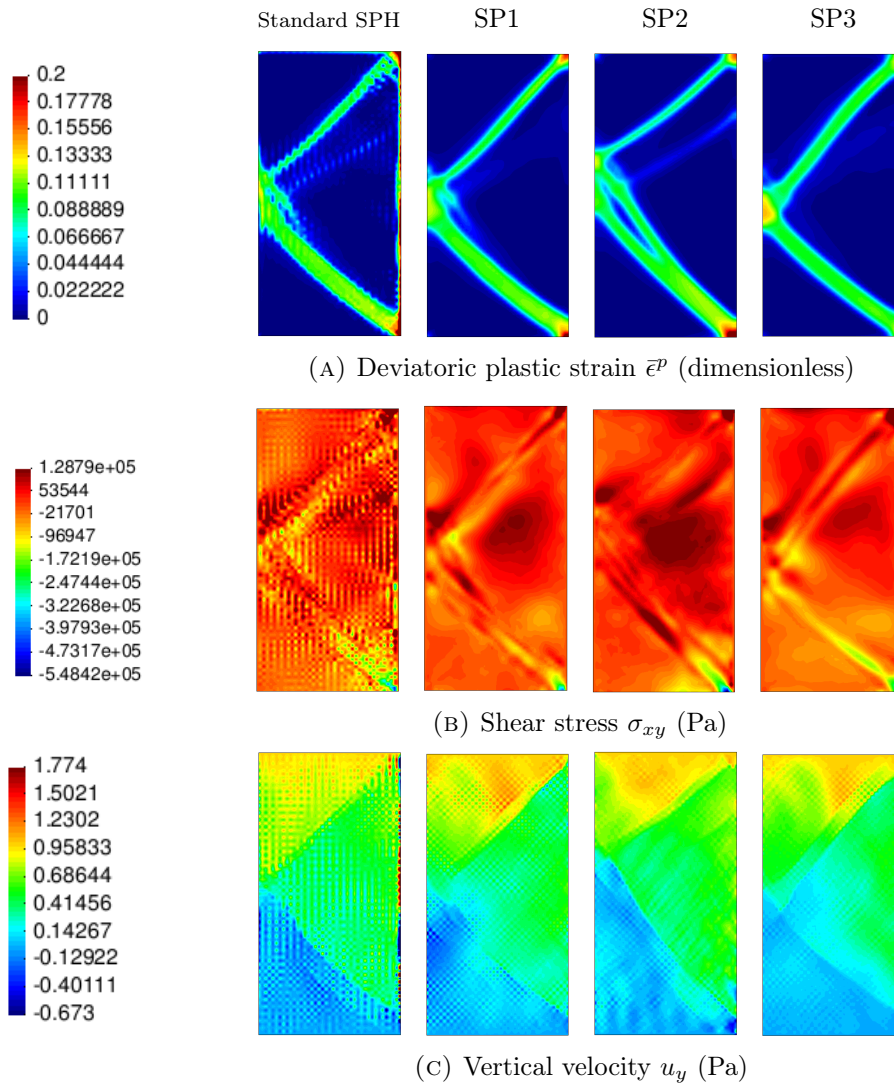 Standard SPH SP1 SP2 SP3
0.2
0.17778
0.15556
0.13333
0.11111
0.088889
0.066667
0.044444
0.022222
0
(A) Deviatoric plastic strain ε̄ᵖ (dimensionless)
1.2879e+05
53544
-21701
-96947
-1.7219e+05
-2.4744e+05
-3.2268e+05
-3.9793e+05
-4.7317e+05
-5.4842e+05
(B) Shear stress σxy (Pa)
1.774
1.5021
1.2302
0.95833
0.68644
0.41456
0.14267
-0.12922
-0.40111
-0.673
(C) Vertical velocity uy (Pa)